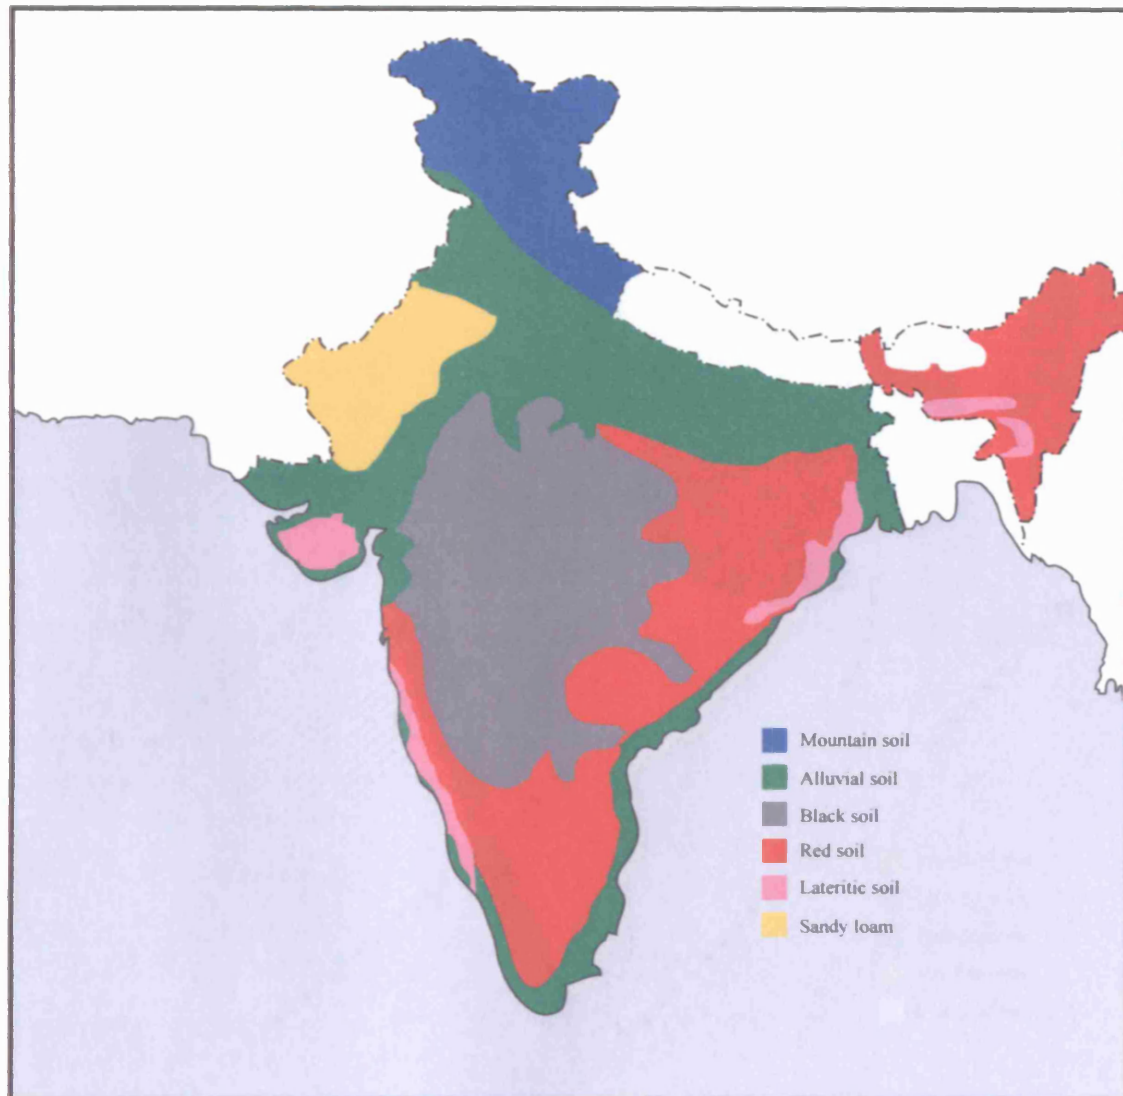 Mountain soil
Alluvial soil
Black soil
Red soil
Lateritic soil
Sandy loam